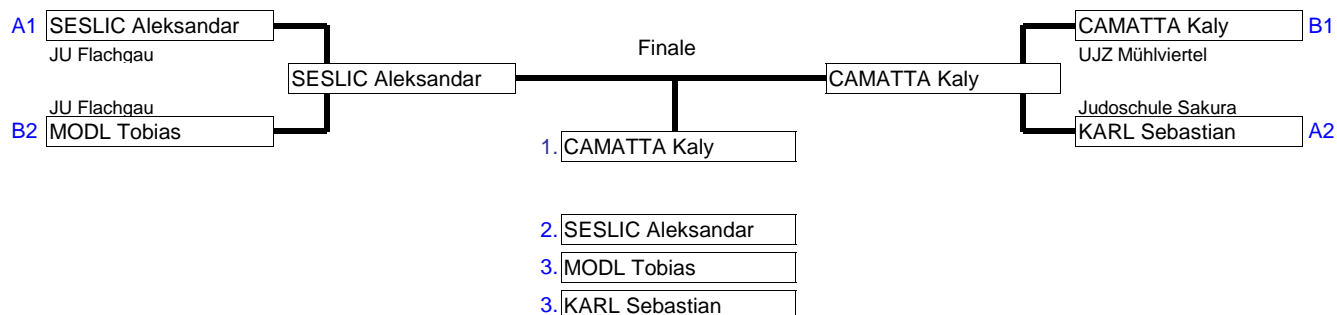 A1 SESLIC Aleksandar
JU Flachgau
SESLIC Aleksandar
JU Flachgau
B2 MODL Tobias
Finale
CAMATTA Kaly B1
UJZ Mühlviertel
CAMATTA Kaly
Judoschule Sakura
KARL Sebastian A2
1. CAMATTA Kaly
2. SESLIC Aleksandar
3. MODL Tobias
3. KARL Sebastian